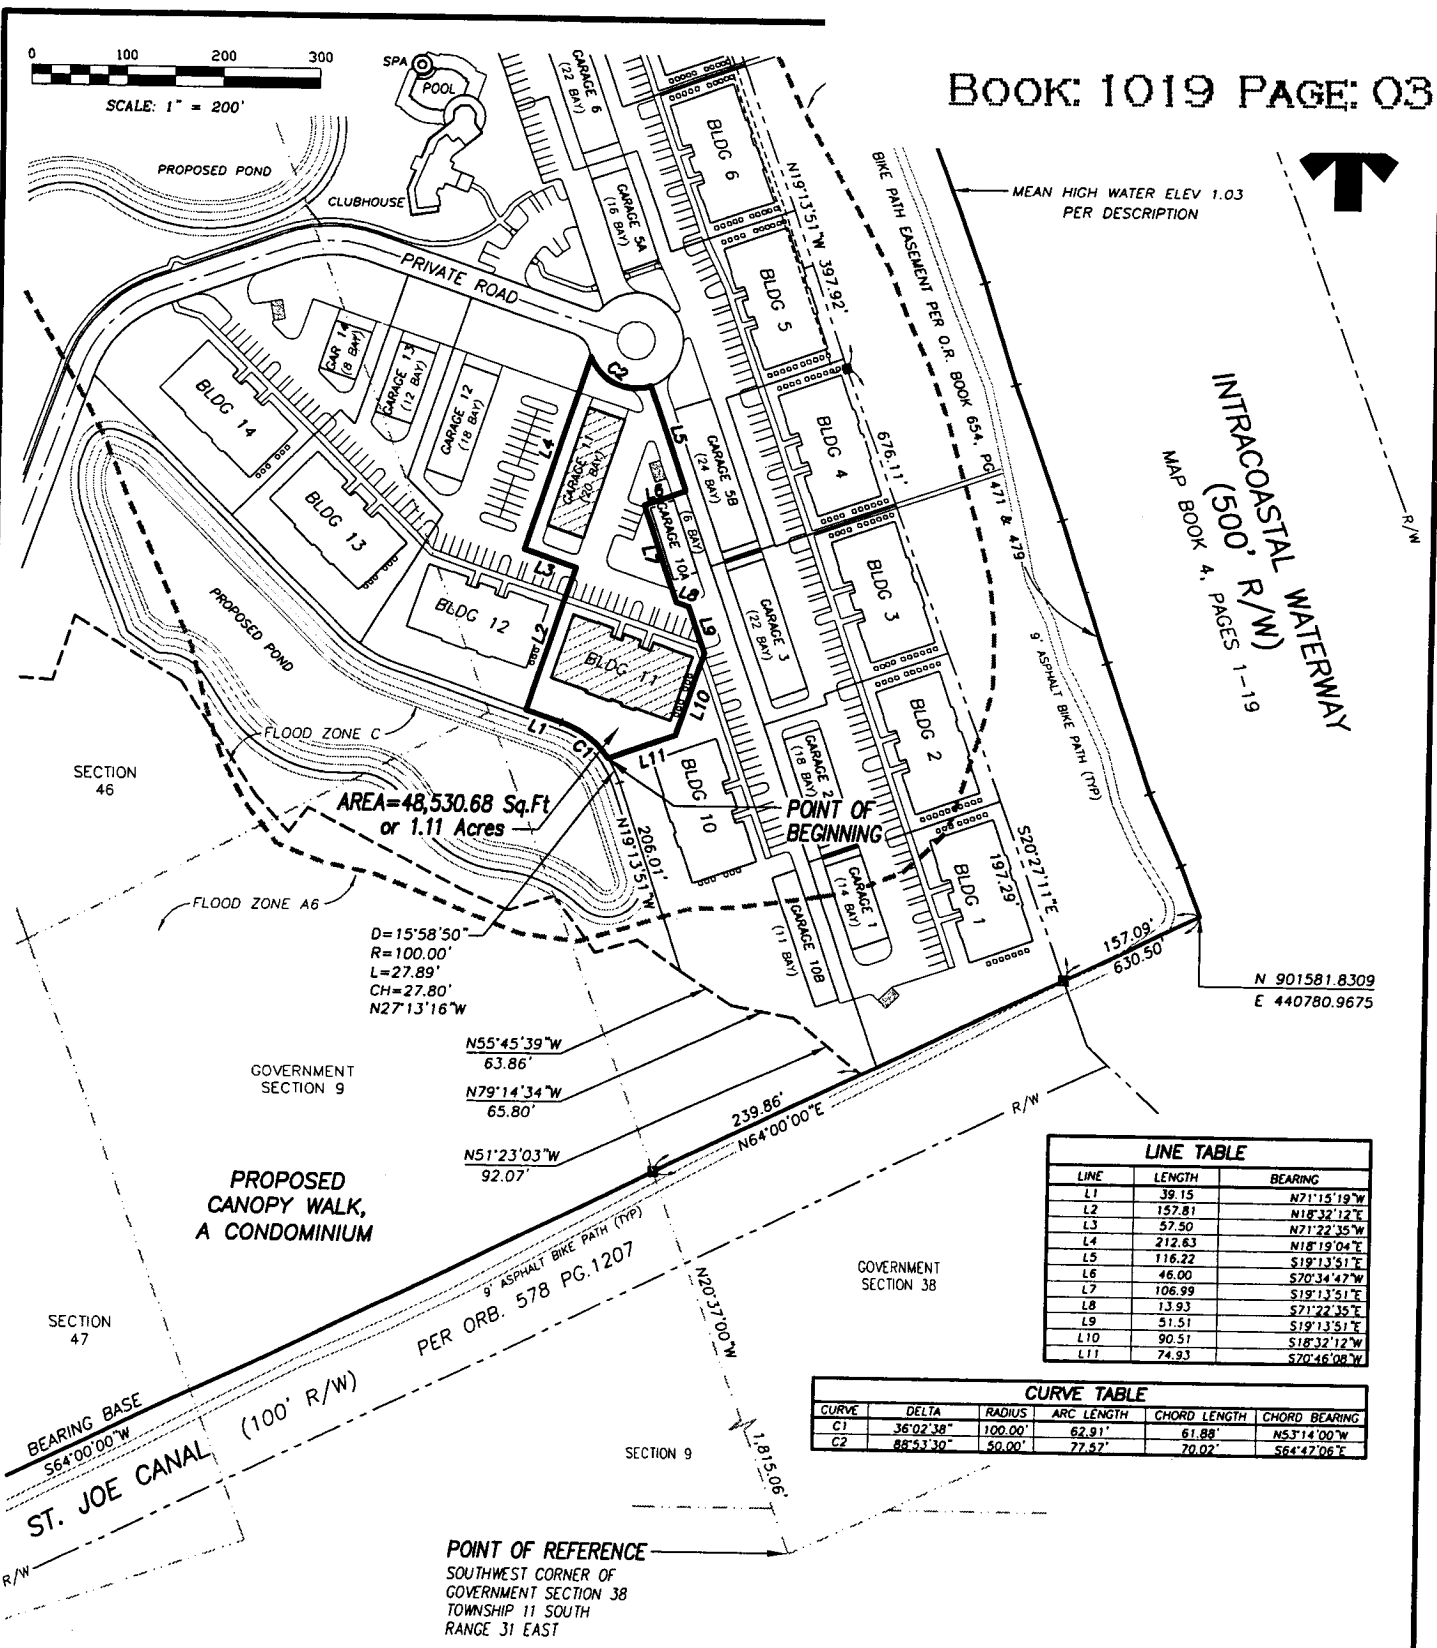 0 100 200 300
SCALE: 1" = 200'
BOOK: 1019 PAGE: 03
SPA
POOL
CLUBHOUSE
PROPOSED POND
PRIVATE ROAD
GARAGE 6
(22 BAY)
GARAGE 5A
(16 BAY)
BLDG 6
BLDG 5
BLDG 4
BLDG 3
BLDG 2
BLDG 1
N19°13'51"W 397.92'
676.11'
S20°27'11"E
197.29'
BIKE PATH EASEMENT PER O.R. BOOK 654, PG 471 & 479
MEAN HIGH WATER ELEV 1.03
PER DESCRIPTION
INTRACOASTAL WATERWAY
(500' R/W)
MAP BOOK 4, PAGES 1-19
R/W
9' ASPHALT BIKE PATH (TYP)
GAR 14
(8 BAY)
GARAGE 13
(12 BAY)
GARAGE 12
(18 BAY)
GARAGE 11
(20 BAY)
GARAGE 5B
(24 BAY)
GARAGE 10A
(6 BAY)
GARAGE 3
(22 BAY)
GARAGE 2
(18 BAY)
GARAGE 1
(14 BAY)
GARAGE 10B
(11 BAY)
BLDG 14
BLDG 13
BLDG 12
BLDG 11
BLDG 10
C2
L4
L5
L7
L3
L8
L9
L2
L10
L1
C1
L11
PROPOSED POND
FLOOD ZONE C
SECTION
46
AREA=48,530.68 Sq.Ft
or 1.11 Acres
POINT OF
BEGINNING
206.01'
N19°13'51"W
FLOOD ZONE A6
D=15°58'50"
R=100.00'
L=27.89'
CH=27.80'
N27°13'16"W
157.09'
630.50'
N 901581.8309
E 440780.9675
N55°45'39"W
63.86'
N79°14'34"W
65.80'
N51°23'03"W
92.07'
GOVERNMENT
SECTION 9
239.86'
N64°00'00"E
R/W
PROPOSED
CANOPY WALK,
A CONDOMINIUM
9' ASPHALT BIKE PATH (TYP)
PER ORB. 578 PG.1207
GOVERNMENT
SECTION 38
SECTION
47
N20°37'00"W
1,815.06'
BEARING BASE
S64°00'00"W
ST. JOE CANAL (100' R/W)
R/W
SECTION 9
LINE TABLE
LINE LENGTH BEARING
L1 39.15 N71°15'19"W
L2 157.81 N18°32'12"E
L3 57.50 N71°22'35"W
L4 212.63 N18°19'04"E
L5 116.22 S19°13'51"E
L6 46.00 S70°34'47"W
L7 106.99 S19°13'51"E
L8 13.93 S71°22'35"E
L9 51.51 S19°13'51"E
L10 90.51 S18°32'12"W
L11 74.93 S70°46'08"W
CURVE TABLE
CURVE DELTA RADIUS ARC LENGTH CHORD LENGTH CHORD BEARING
C1 36°02'38" 100.00' 62.91' 61.88' N53°14'00"W
C2 88°53'30" 50.00' 77.57' 70.02' S64°47'06"E
POINT OF REFERENCE
SOUTHWEST CORNER OF
GOVERNMENT SECTION 38
TOWNSHIP 11 SOUTH
RANGE 31 EAST